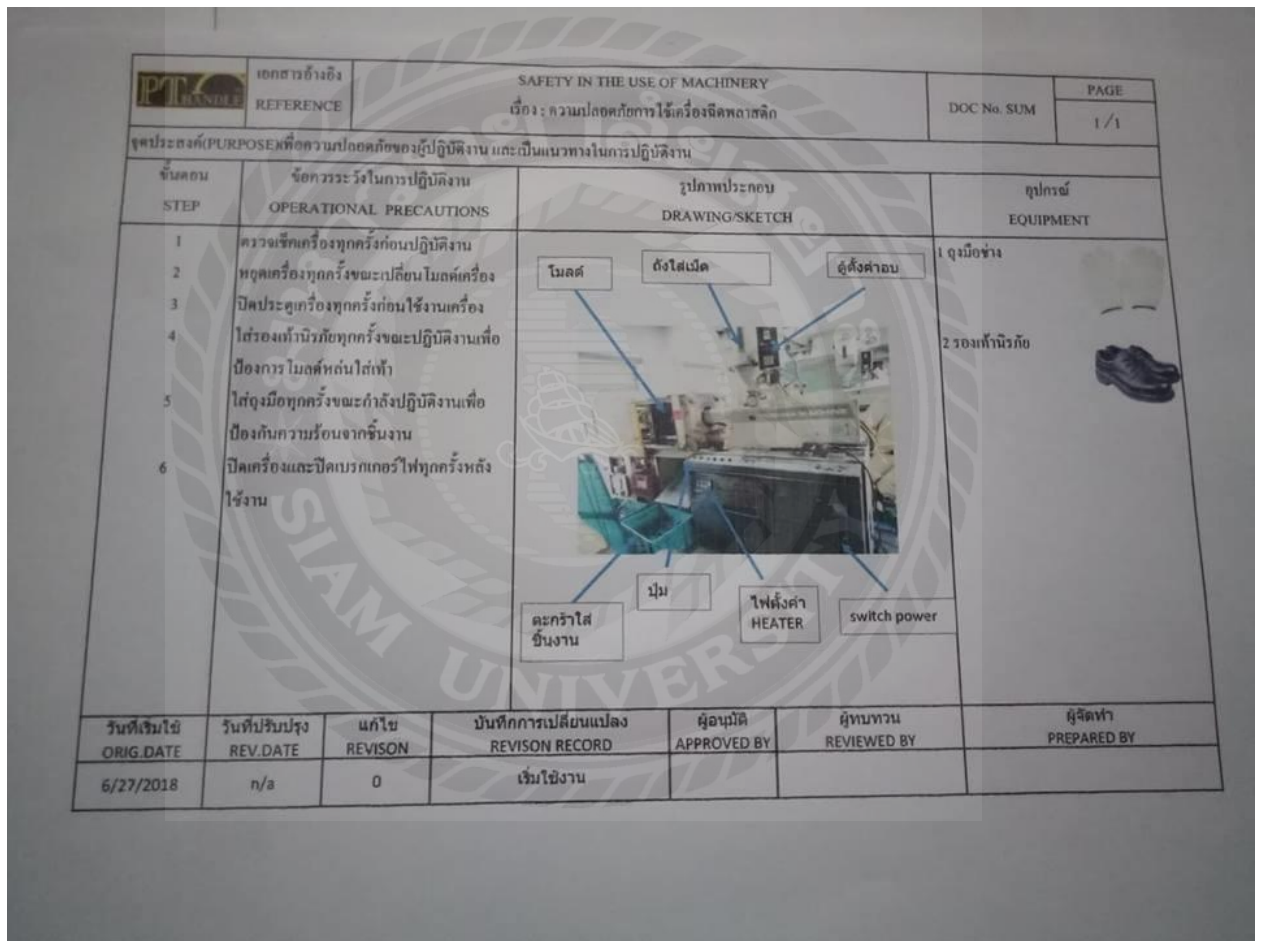 PT HANDLE
เอกสารอ้างอิง
REFERENCE
SAFETY IN THE USE OF MACHINERY
เรื่อง : ความปลอดภัยการใช้เครื่องฉีดพลาสติก
DOC No. SUM
PAGE
1/1
จุดประสงค์(PURPOSE)เพื่อความปลอดภัยของผู้ปฏิบัติงาน และเป็นแนวทางในการปฏิบัติงาน
ขั้นตอน
STEP
ข้อควรระวังในการปฏิบัติงาน
OPERATIONAL PRECAUTIONS
รูปภาพประกอบ
DRAWING/SKETCH
อุปกรณ์
EQUIPMENT
1 ตรวจเช็คเครื่องทุกครั้งก่อนปฏิบัติงาน
2 หยุดเครื่องทุกครั้งขณะเปลี่ยนโมลด์เครื่อง
3 ปิดประตูเครื่องทุกครั้งก่อนใช้งานเครื่อง
4 ใส่รองเท้านิรภัยทุกครั้งขณะปฏิบัติงานเพื่อ
ป้องการโมลด์หล่นใส่เท้า
5 ใส่ถุงมือทุกครั้งขณะกำลังปฏิบัติงานเพื่อ
ป้องกันความร้อนจากชิ้นงาน
6 ปิดเครื่องและปิดเบรกเกอร์ไฟทุกครั้งหลัง
ใช้งาน
โมลด์
ถังใส่เม็ด
ตู้ตั้งค่าอบ
ตะกร้าใส่
ชิ้นงาน
ปุ่ม
ไฟตั้งค่า
HEATER
switch power
1 ถุงมือช่าง
2 รองเท้านิรภัย
วันที่เริ่มใช้
ORIG.DATE
วันที่ปรับปรุง
REV.DATE
แก้ไข
REVISON
บันทึกการเปลี่ยนแปลง
REVISON RECORD
ผู้อนุมัติ
APPROVED BY
ผู้ทบทวน
REVIEWED BY
ผู้จัดทำ
PREPARED BY
6/27/2018
n/a
0
เริ่มใช้งาน
SIAM UNIVERSITY